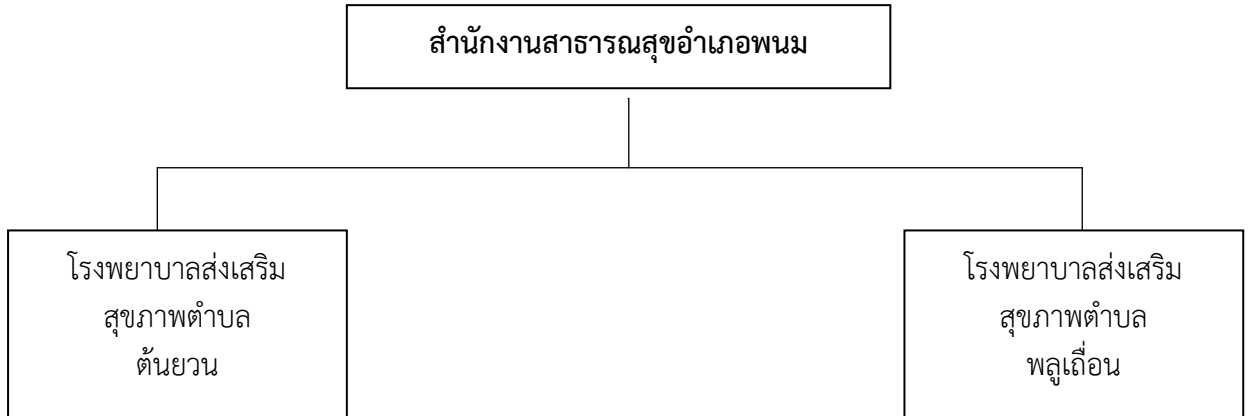 สำนักงานสาธารณสุขอำเภอพนม
โรงพยาบาลส่งเสริม
สุขภาพตำบล
ต้นยวน
โรงพยาบาลส่งเสริม
สุขภาพตำบล
พลูเถื่อน